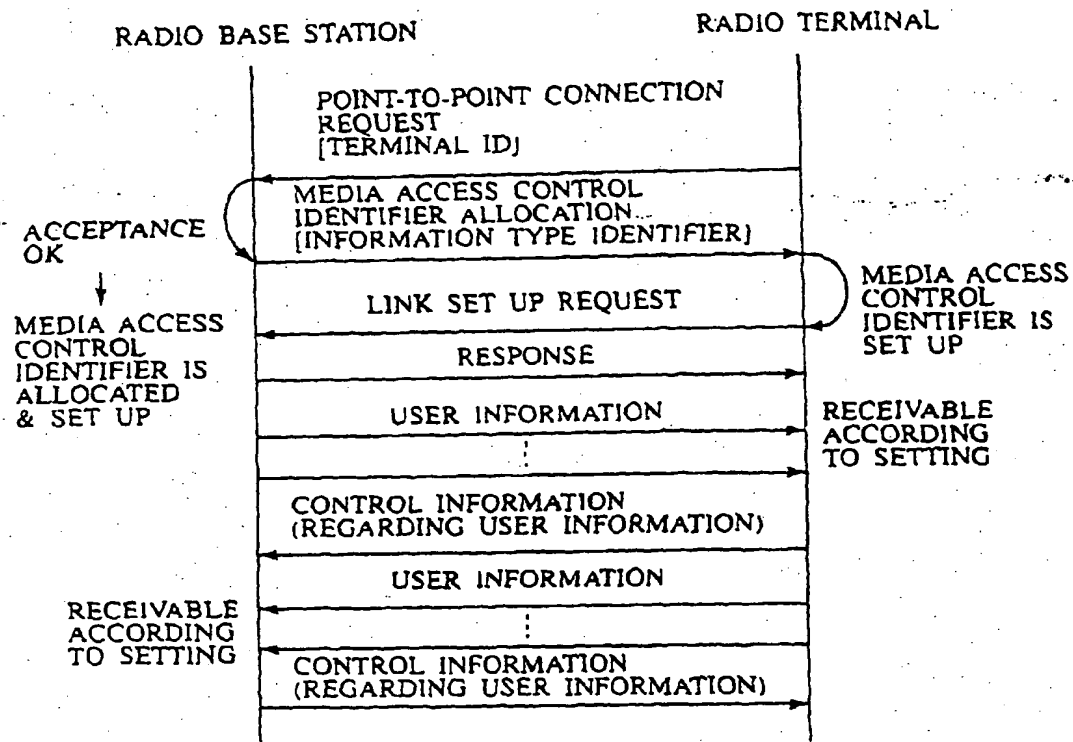 RADIO BASE STATION
RADIO TERMINAL
POINT-TO-POINT CONNECTION
REQUEST
[TERMINAL ID]
MEDIA ACCESS CONTROL
IDENTIFIER ALLOCATION
[INFORMATION TYPE IDENTIFIER]
ACCEPTANCE
OK
MEDIA ACCESS
CONTROL
IDENTIFIER IS
ALLOCATED
& SET UP
LINK SET UP REQUEST
MEDIA ACCESS
CONTROL
IDENTIFIER IS
SET UP
RESPONSE
USER INFORMATION
RECEIVABLE
ACCORDING
TO SETTING
CONTROL INFORMATION
(REGARDING USER INFORMATION)
USER INFORMATION
RECEIVABLE
ACCORDING
TO SETTING
CONTROL INFORMATION
(REGARDING USER INFORMATION)